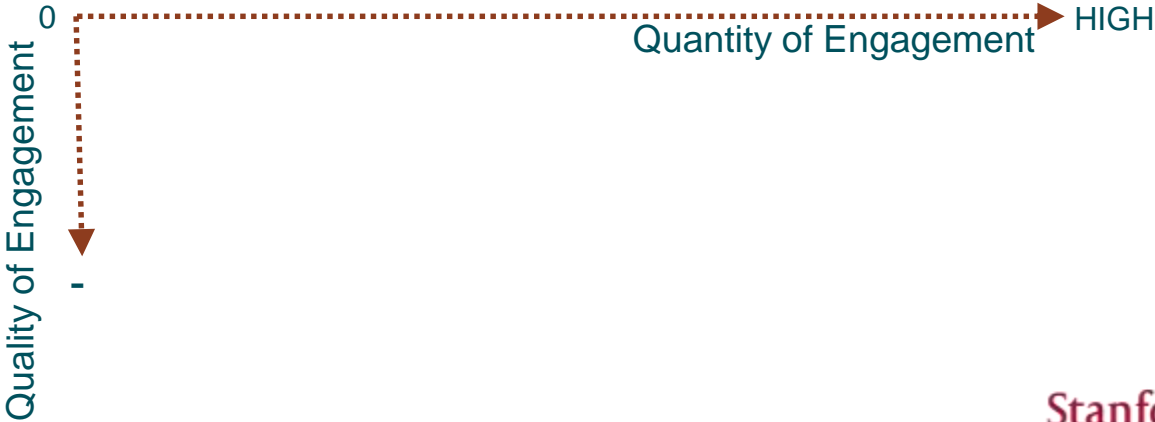 0
HIGH
Quantity of Engagement
Quality of Engagement
-